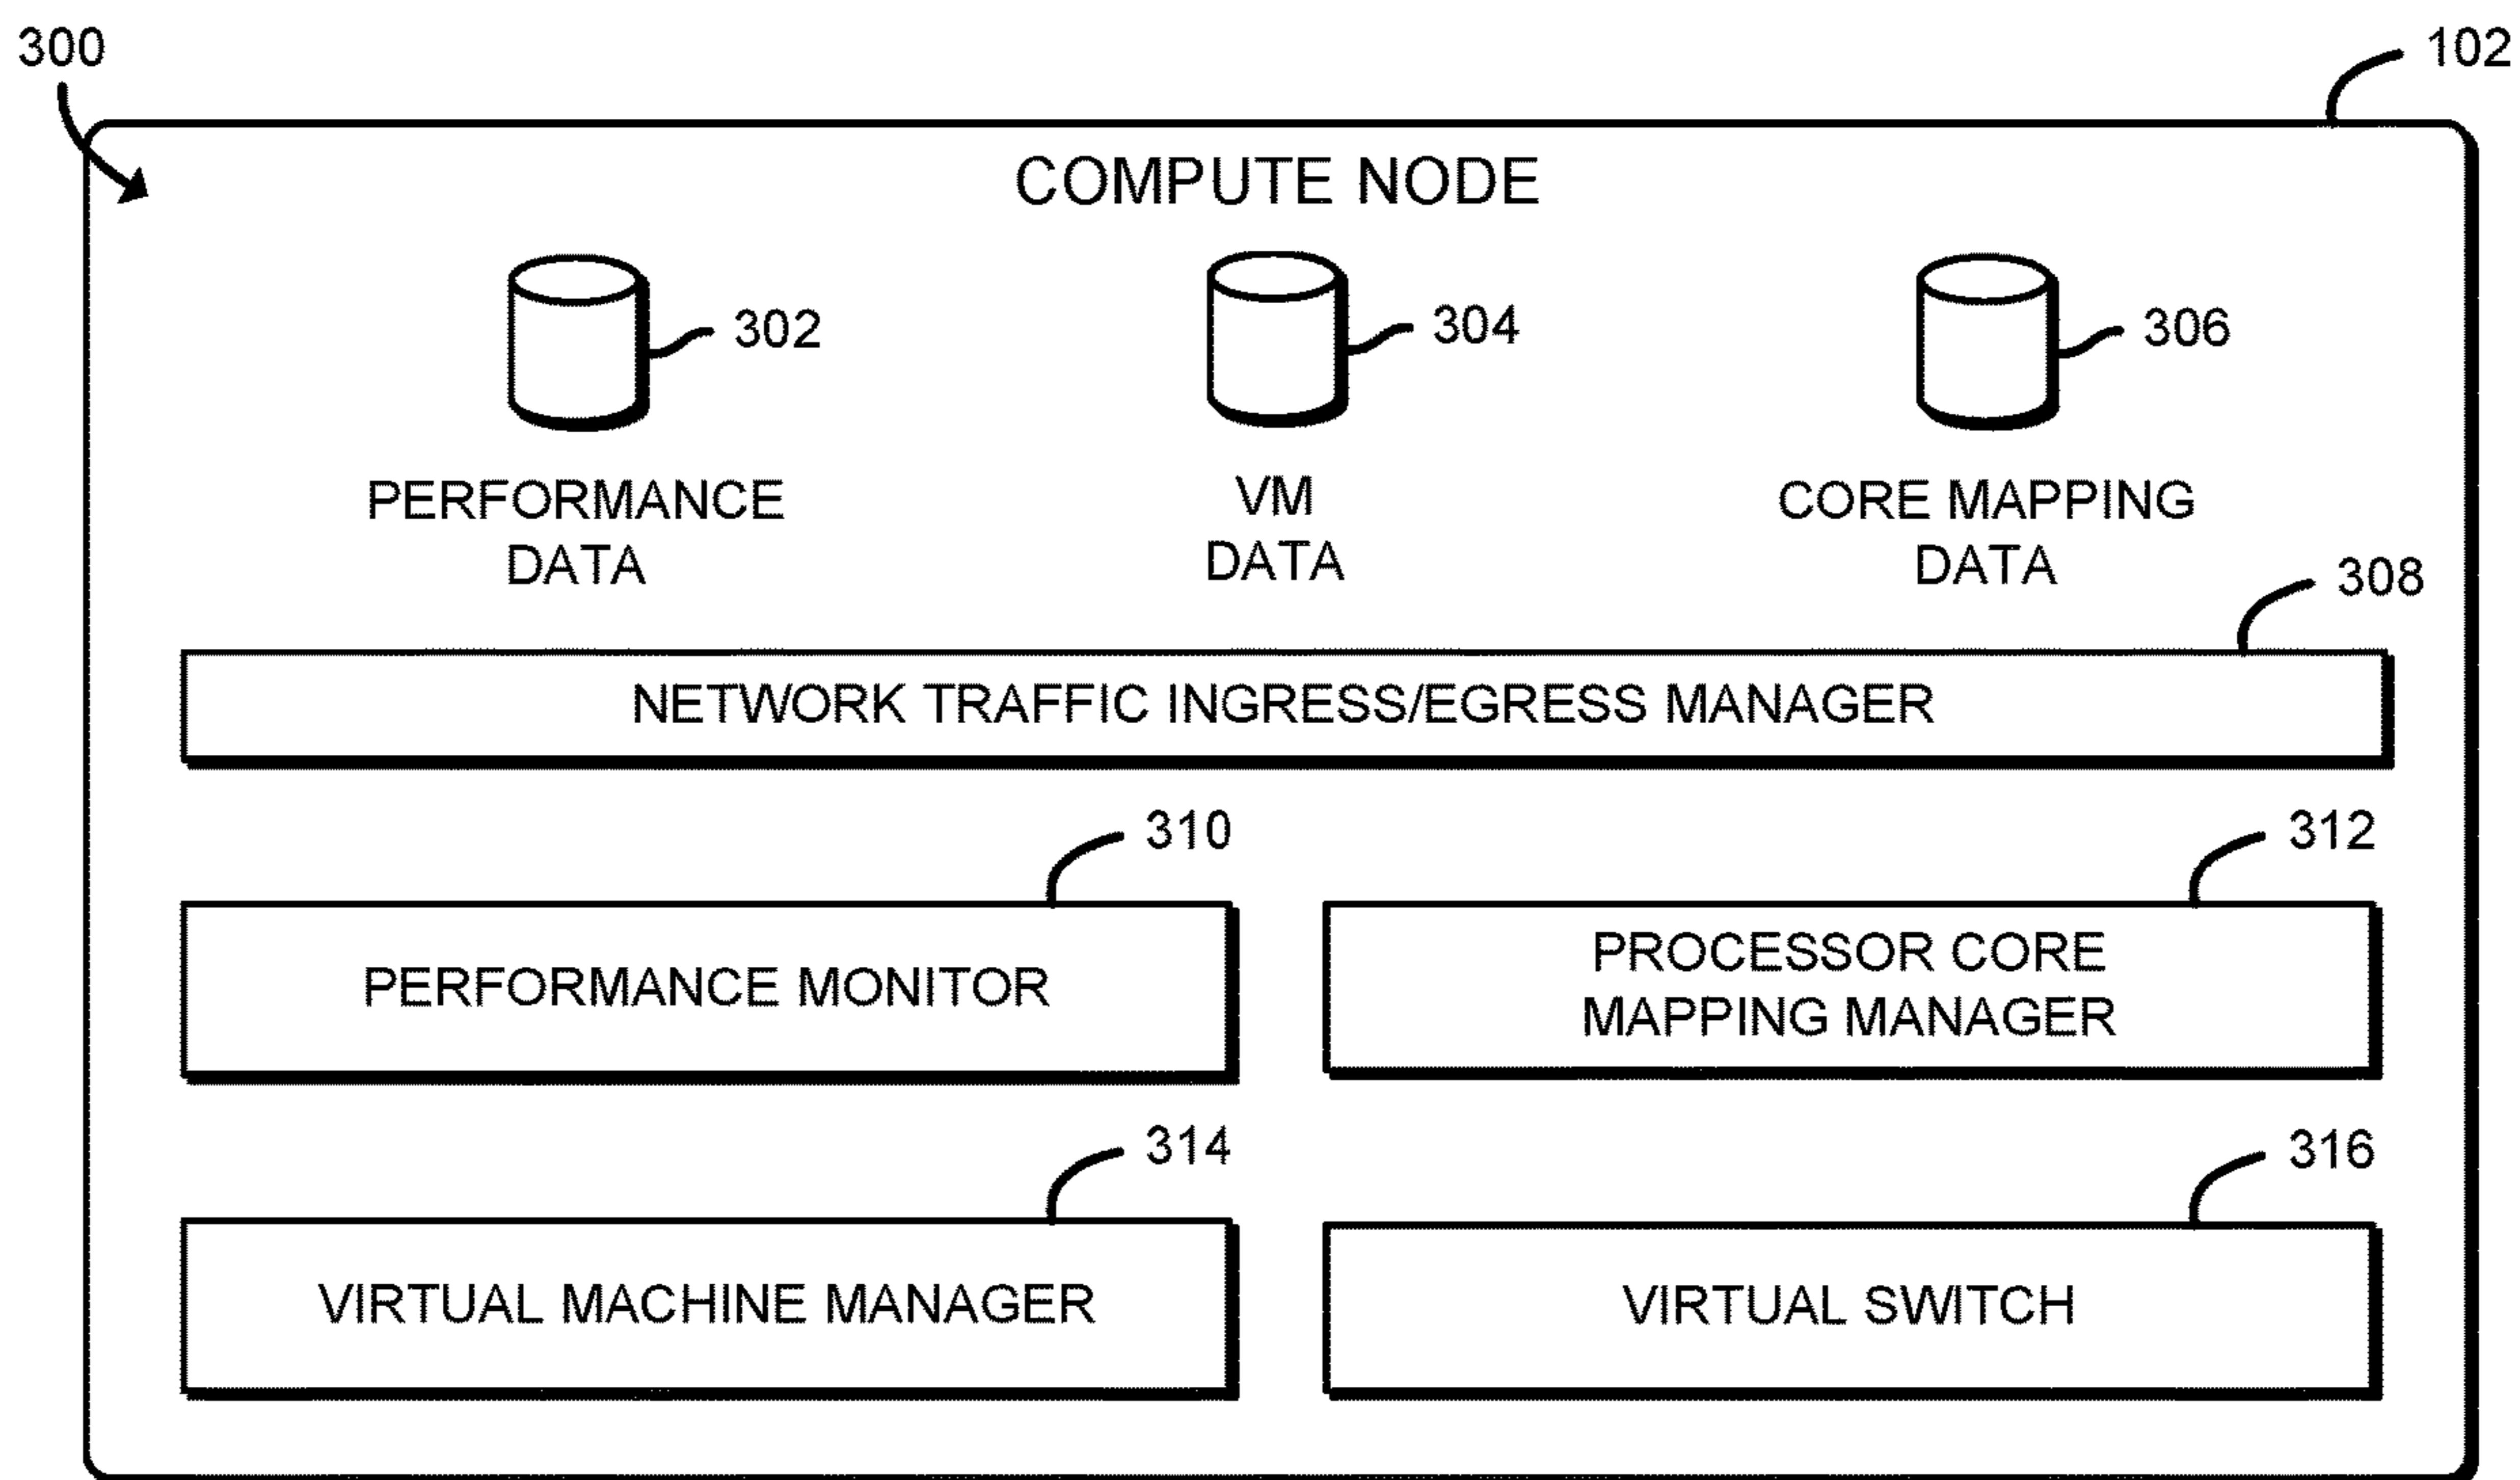 300
102
COMPUTE NODE
302
304
306
PERFORMANCE
DATA
VM
DATA
CORE MAPPING
DATA
308
NETWORK TRAFFIC INGRESS/EGRESS MANAGER
310
312
PERFORMANCE MONITOR
PROCESSOR CORE
MAPPING MANAGER
314
316
VIRTUAL MACHINE MANAGER
VIRTUAL SWITCH